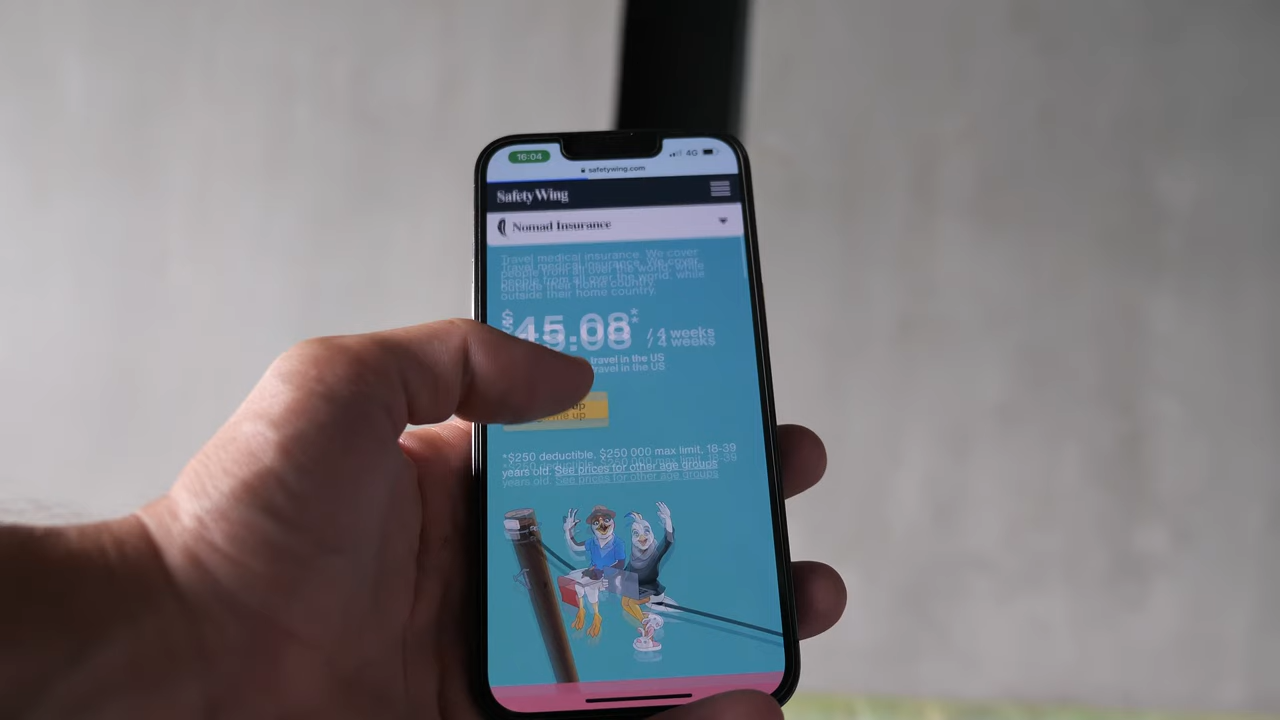 16:04
4G
safetywing.com
SafetyWing
Nomad Insurance
Travel medical insurance. We cover
people from all over the world, while
outside their home country.
$45.08* / 4 weeks
travel in the US
up
*$250 deductible. $250 000 max limit, 18-39
years old. See prices for other age groups